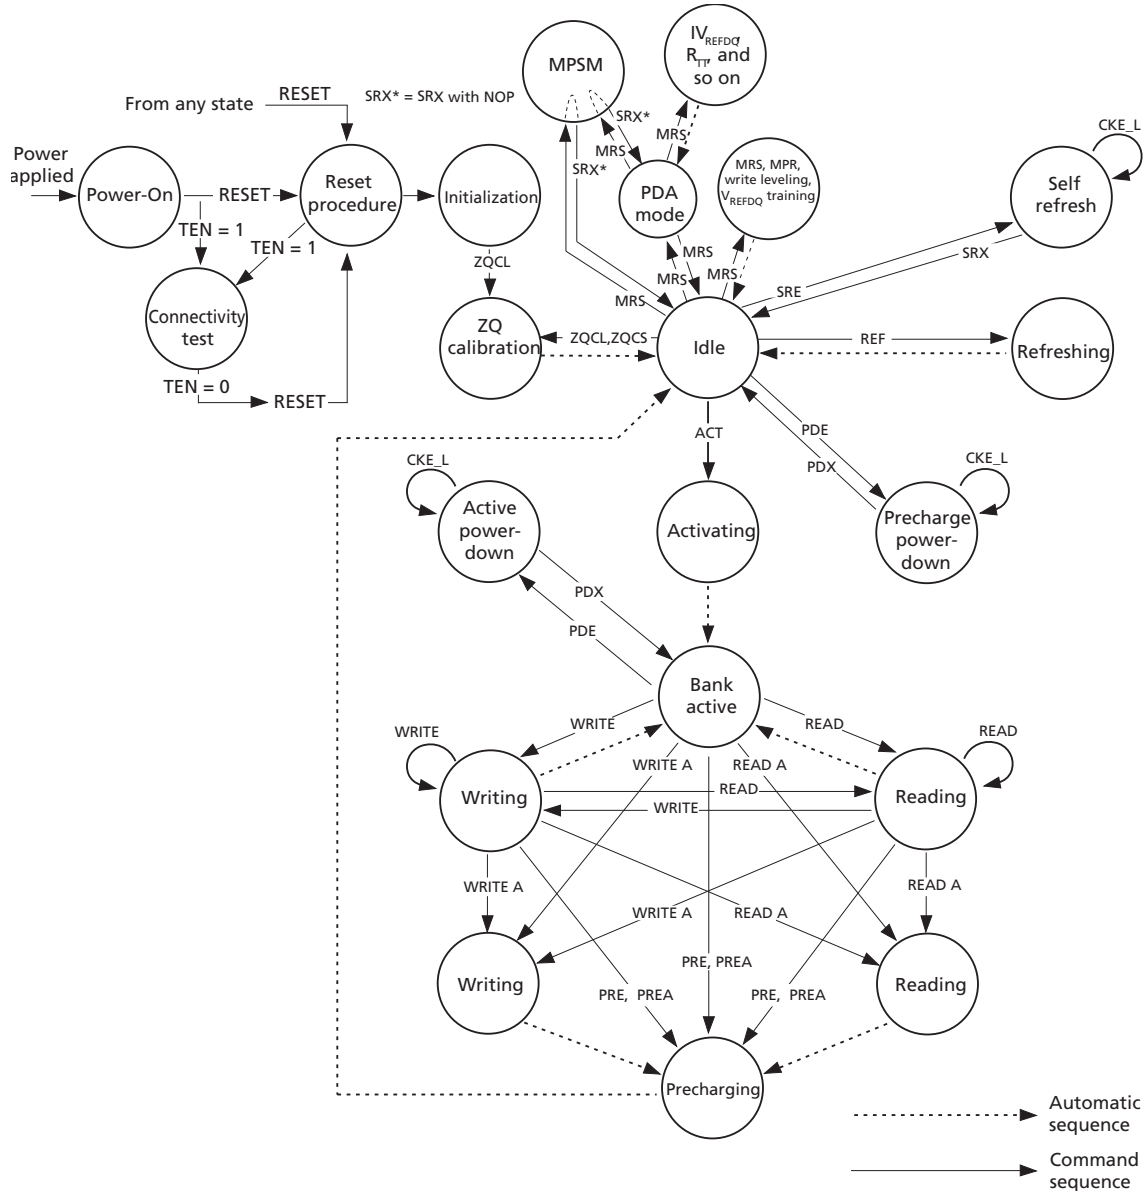 IV_REFDQ,
R_TT, and
so on
MPSM
SRX* = SRX with NOP
From any state
RESET
SRX*
MRS
MRS
SRX*
CKE_L
Power
applied
Power-On
RESET
Reset
procedure
Initialization
PDA
mode
MRS, MPR,
write leveling,
V_REFDQ training
Self
refresh
TEN = 1
TEN = 1
ZQCL
MRS
MRS
MRS
SRX
SRE
MRS
Connectivity
test
ZQ
calibration
ZQCL,ZQCS
Idle
REF
Refreshing
TEN = 0
RESET
ACT
PDE
PDX
CKE_L
CKE_L
Active
power-
down
Activating
Precharge
power-
down
PDX
PDE
Bank
active
WRITE
WRITE
READ
READ
WRITE A
READ A
Writing
READ
WRITE
Reading
WRITE A
READ A
WRITE A
READ A
PRE, PREA
Writing
PRE, PREA
PRE, PREA
Reading
Precharging
Automatic
sequence
Command
sequence